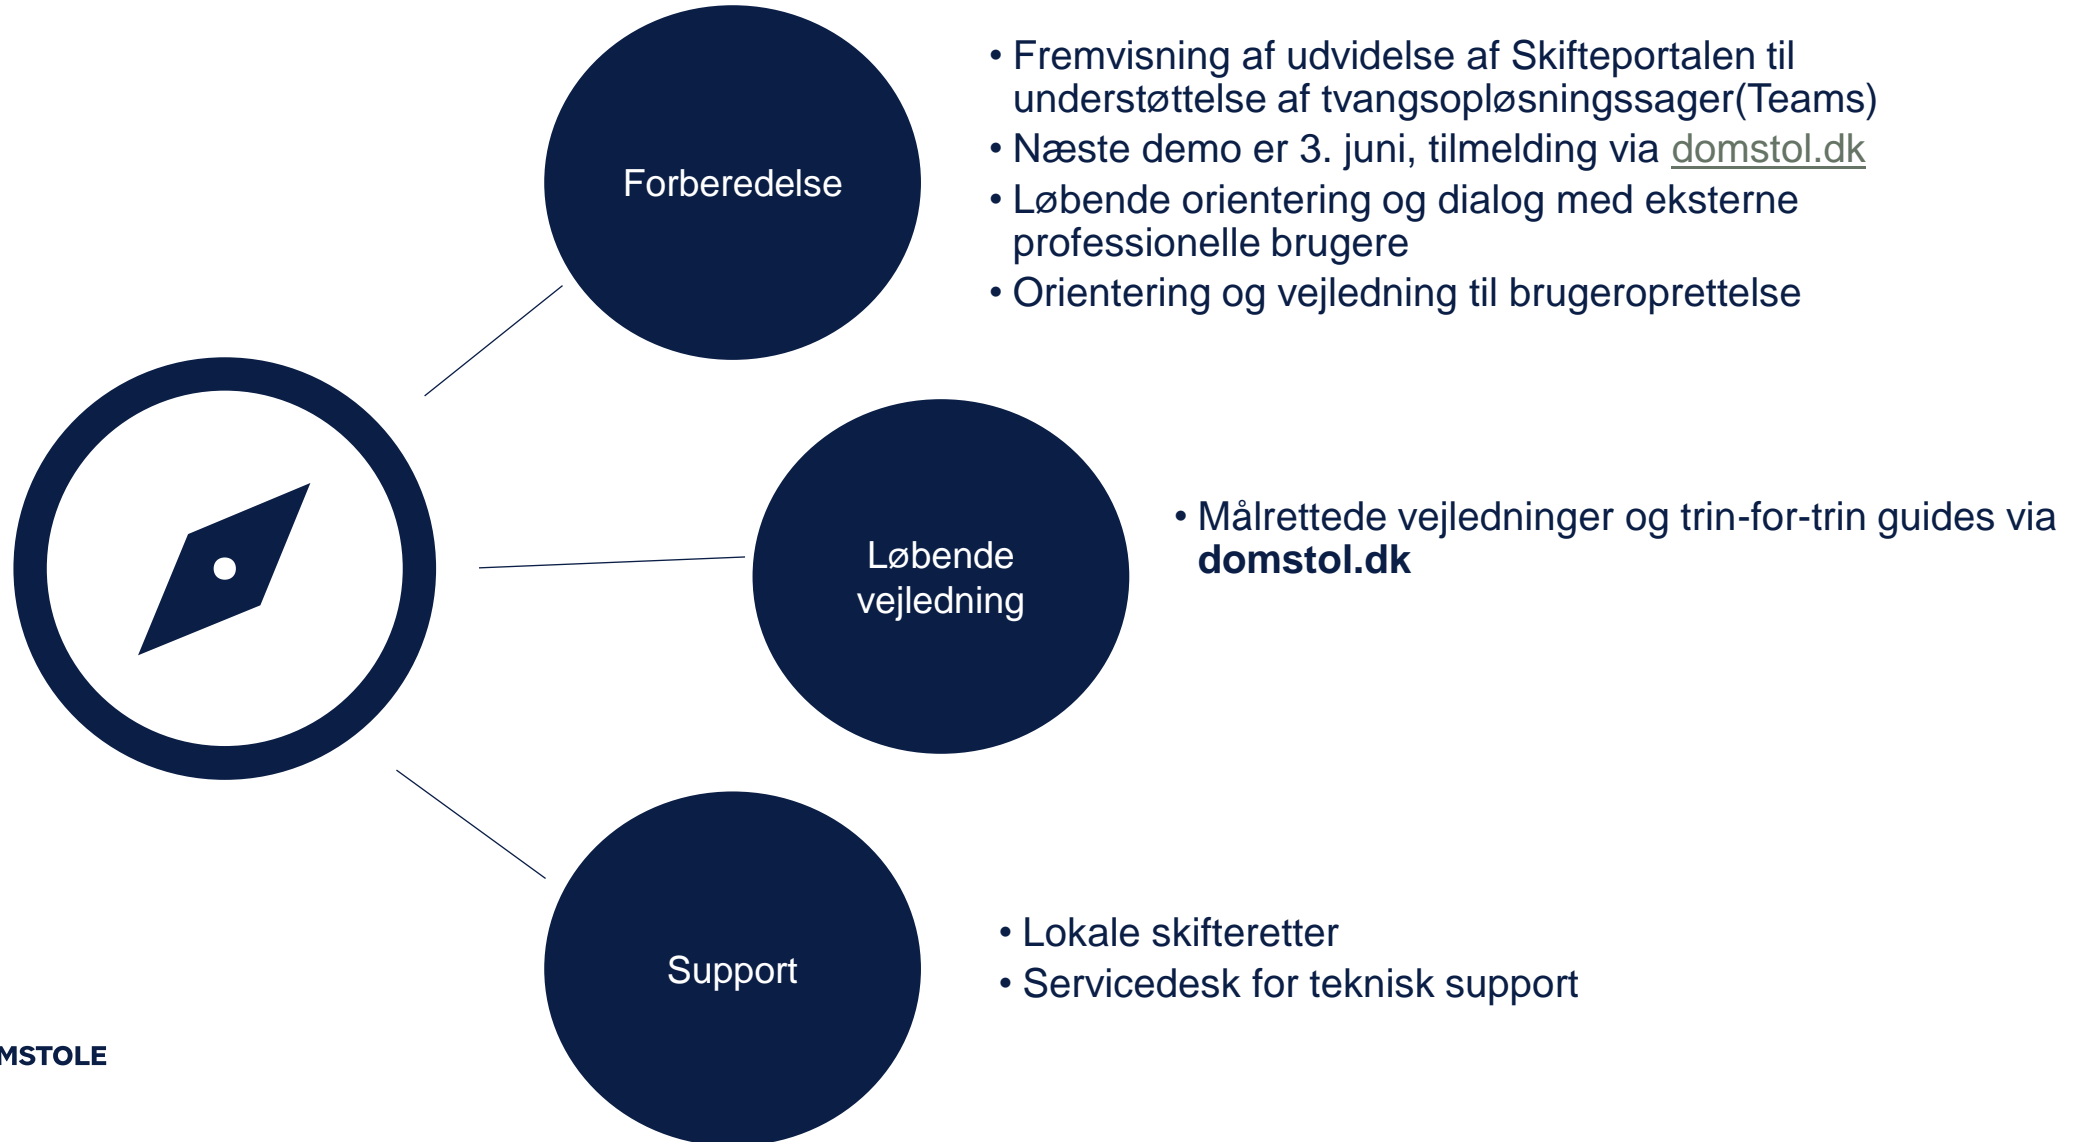 Forberedelse
• Fremvisning af udvidelse af Skifteportalen til
understøttelse af tvangsopløsningssager(Teams)
• Næste demo er 3. juni, tilmelding via domstol.dk
• Løbende orientering og dialog med eksterne
professionelle brugere
• Orientering og vejledning til brugeroprettelse
Løbende
vejledning
• Målrettede vejledninger og trin-for-trin guides via
domstol.dk
Support
• Lokale skifteretter
• Servicedesk for teknisk support
MSTOLE